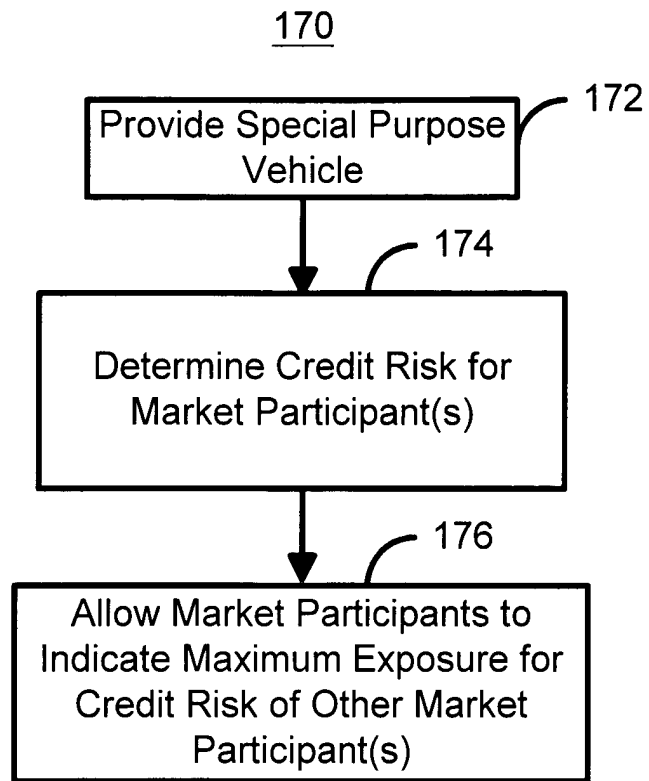 170
172
Provide Special Purpose
Vehicle
174
Determine Credit Risk for
Market Participant(s)
176
Allow Market Participants to
Indicate Maximum Exposure for
Credit Risk of Other Market
Participant(s)